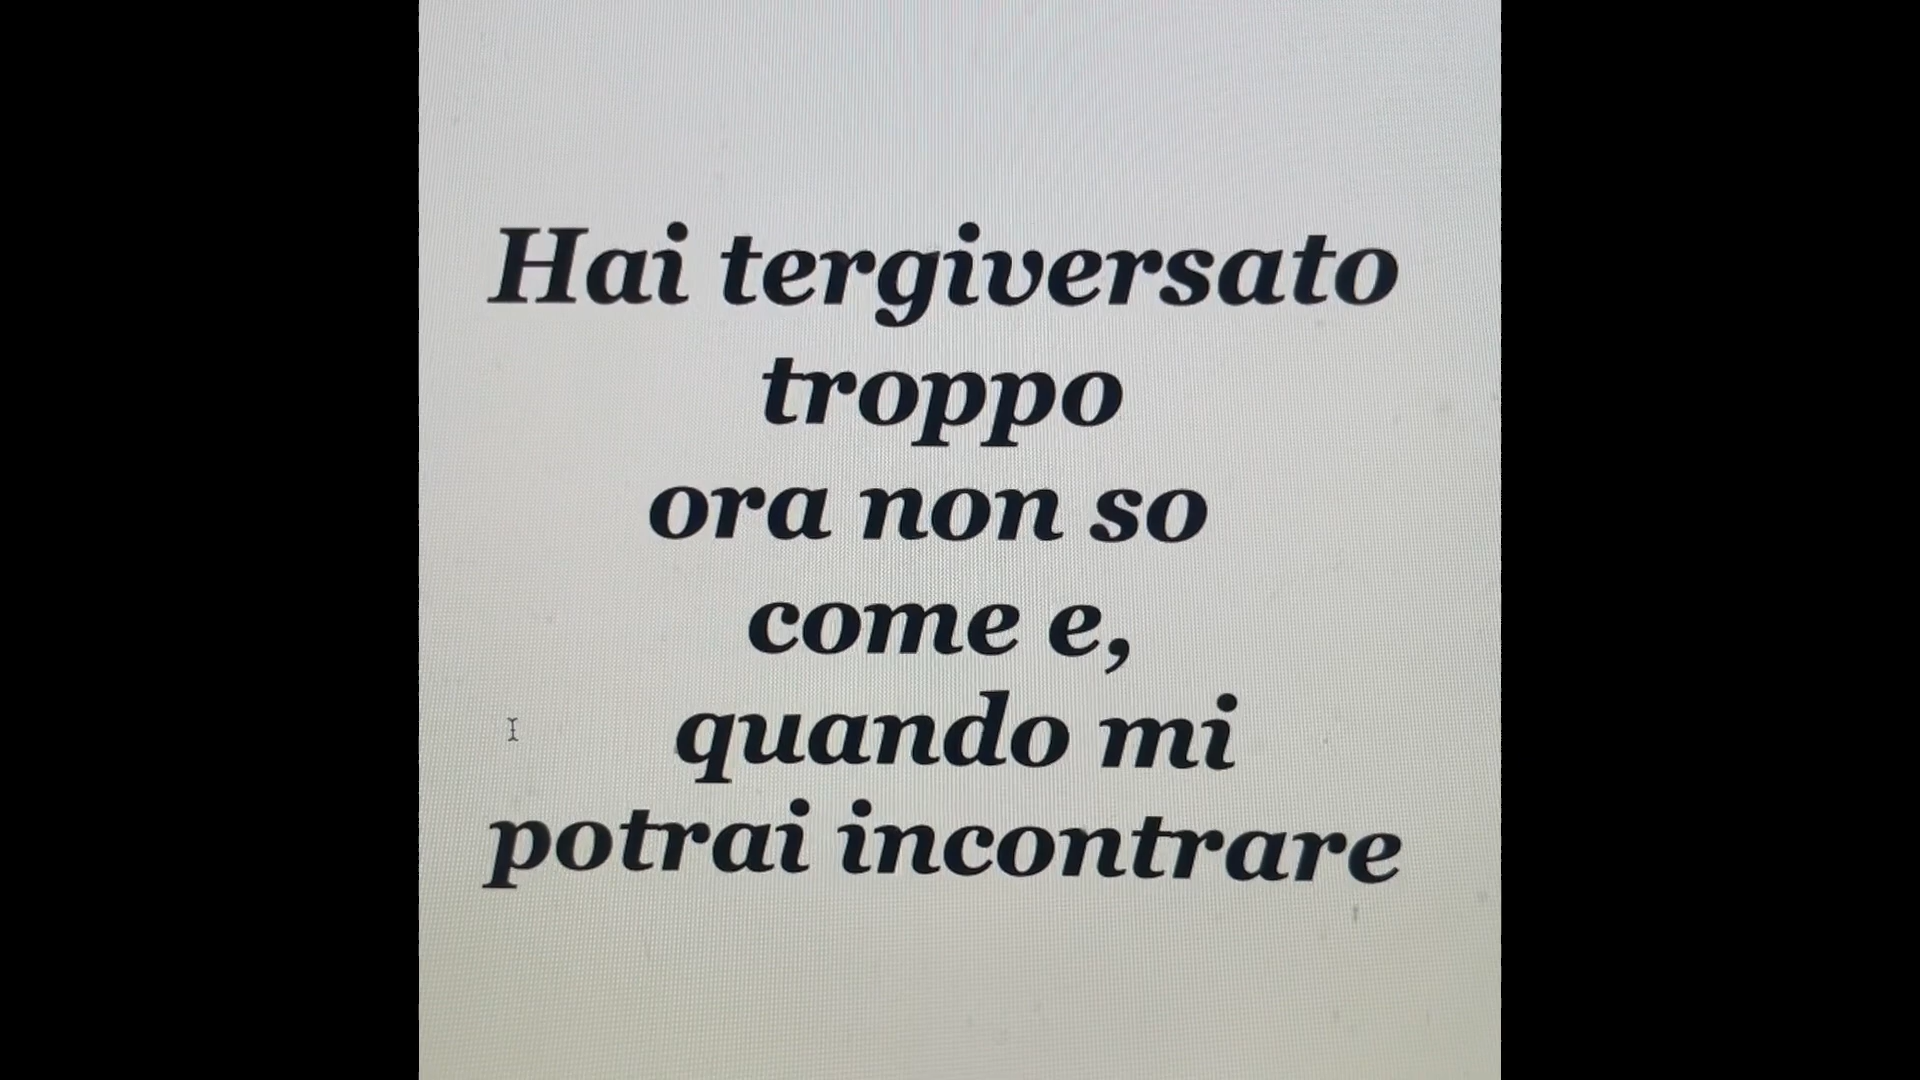 Hai tergiversato
troppo
ora non so
come e,
quando mi
potrai incontrare